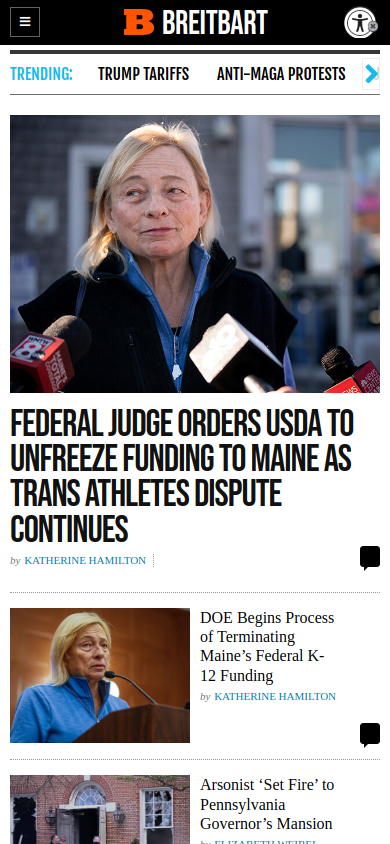 B BREITBART
TRENDING: TRUMP TARIFFS ANTI-MAGA PROTESTS
FEDERAL JUDGE ORDERS USDA TO
UNFREEZE FUNDING TO MAINE AS
TRANS ATHLETES DISPUTE
CONTINUES
by KATHERINE HAMILTON
DOE Begins Process
of Terminating
Maine’s Federal K-
12 Funding
by KATHERINE HAMILTON
Arsonist ‘Set Fire’ to
Pennsylvania
Governor’s Mansion
by ELIZABETH WEIBEL